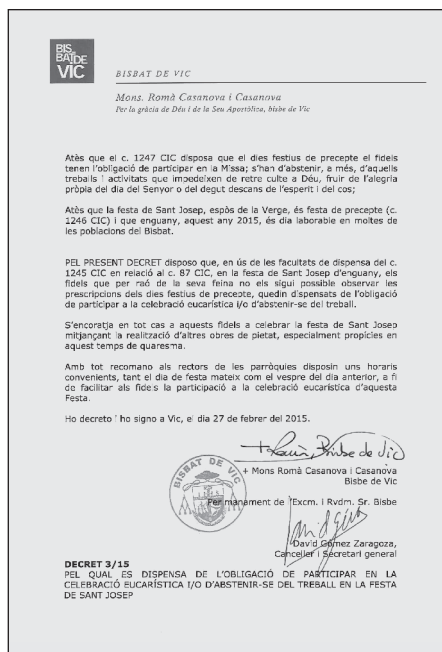 BIS
BAT DE
VIC
BISBAT DE VIC
Mons. Romà Casanova i Casanova
Per la gràcia de Déu i de la Seu Apostòlica, bisbe de Vic
Atès que el c. 1247 CIC disposa que el dies festius de precepte el fidels
tenen l'obligació de participar en la Missa; s'han d'abstenir, a més, d'aquells
treballs i activitats que impedeixen de retre culte a Déu, fruir de l'alegria
pròpia del dia del Senyor o del degut descans de l'esperit i del cos;
Atès que la festa de Sant Josep, espòs de la Verge, és festa de precepte (c.
1246 CIC) i que enguany, aquest any 2015, és dia laborable en moltes de
les poblacions del Bisbat.
PEL PRESENT DECRET disposo que, en ús de les facultats de dispensa del c.
1245 CIC en relació al c. 87 CIC, en la festa de Sant Josep d'enguany, els
fidels que per raó de la seva feina no els sigui possible observar les
prescripcions dels dies festius de precepte, quedin dispensats de l'obligació
de participar a la celebració eucarística i/o d'abstenir-se del treball.
S'encoratja en tot cas a aquests fidels a celebrar la festa de Sant Josep
mitjançant la realització d'altres obres de pietat, especialment propícies en
aquest temps de quaresma.
Amb tot recomano als rectors de les parròquies disposin uns horaris
convenients, tant el dia de festa mateix com el vespre del dia anterior, a fi
de facilitar als fidels la participació a la celebració eucarística d'aquesta
Festa.
Ho decreto i ho signo a Vic, el dia 27 de febrer del 2015.
Bisbe de Vic
+ Mons Romà Casanova i Casanova
Bisbe de Vic
BISBAT DE VIC
Per manament de l'Excm. i Rvdm. Sr. Bisbe
David Gómez Zaragoza,
Canceller i Secretari general
DECRET 3/15
PEL QUAL ES DISPENSA DE L'OBLIGACIÓ DE PARTICIPAR EN LA
CELEBRACIÓ EUCARÍSTICA I/O D'ABSTENIR-SE DEL TREBALL EN LA FESTA
DE SANT JOSEP